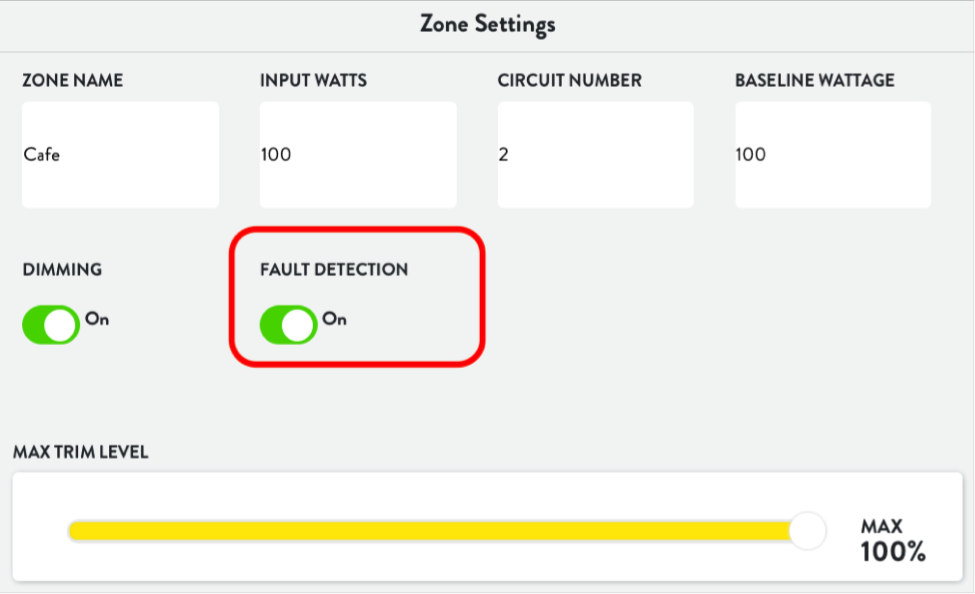 Zone Settings
ZONE NAME INPUT WATTS CIRCUIT NUMBER BASELINE WATTAGE
Cafe 100 2 100
DIMMING FAULT DETECTION
On On
MAX TRIM LEVEL
MAX
100%